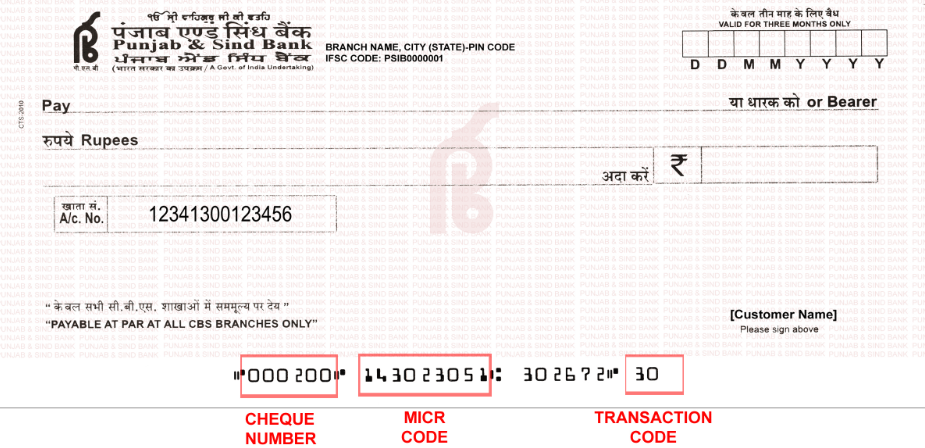 ੴ ਸ੍ਰੀ ਵਾਹਿਗੁਰੂ ਜੀ ਕੀ ਫਤਹਿ
पंजाब एण्ड सिंध बैंक
Punjab & Sind Bank
ਪੰਜਾਬ ਐਂਡ ਸਿੰਧ ਬੈਂਕ
(भारत सरकार का उपक्रम / A Govt. of India Undertaking)
पी.एस.बी
BRANCH NAME, CITY (STATE)-PIN CODE
IFSC CODE: PSIB0000001
केवल तीन माह के लिए वैध
VALID FOR THREE MONTHS ONLY
D D M M Y Y Y Y
CTS-2010
Pay
या धारक को or Bearer
रुपये Rupees
अदा करें ₹
खाता सं.
A/c. No.
12341300123456
“ केवल सभी सी.बी.एस. शाखाओं में सममूल्य पर देय ”
“PAYABLE AT PAR AT ALL CBS BRANCHES ONLY”
[Customer Name]
Please sign above
⑈000200⑈ 143023051⑆ 302672⑈ 30
CHEQUE NUMBER
MICR CODE
TRANSACTION CODE